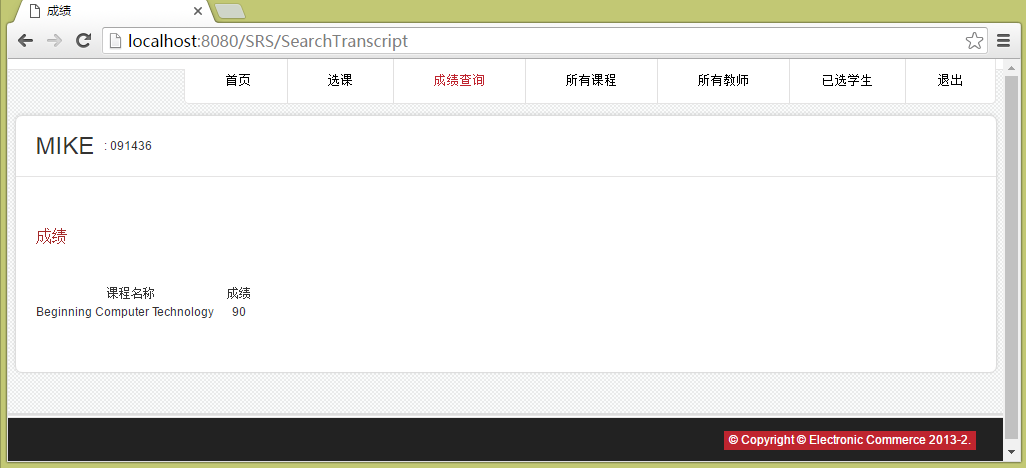 成绩
localhost:8080/SRS/SearchTranscript
首页 选课 成绩查询 所有课程 所有教师 已选学生 退出
MIKE : 091436
成绩
课程名称 成绩
Beginning Computer Technology 90
© Copyright © Electronic Commerce 2013-2.